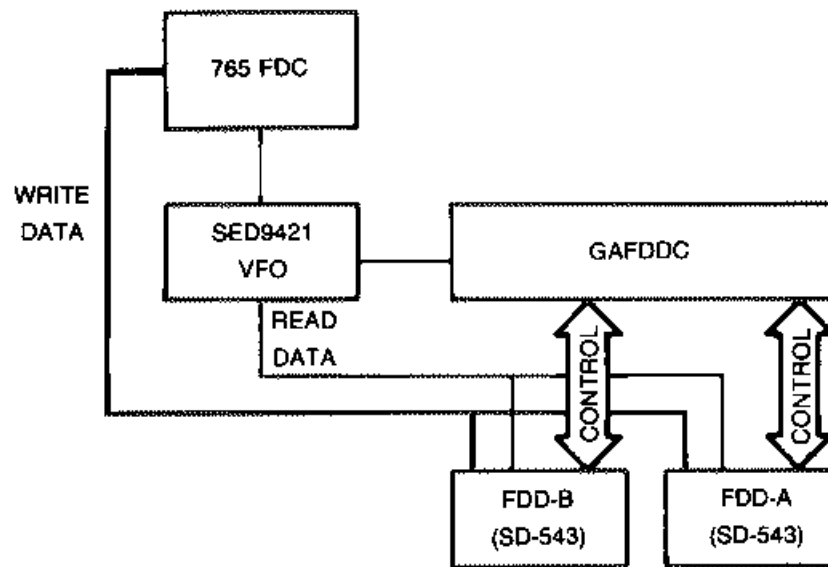 765 FDC
WRITE
DATA
SED9421
VFO
GAFDDC
READ
DATA
CONTROL
CONTROL
FDD-B
(SD-543)
FDD-A
(SD-543)